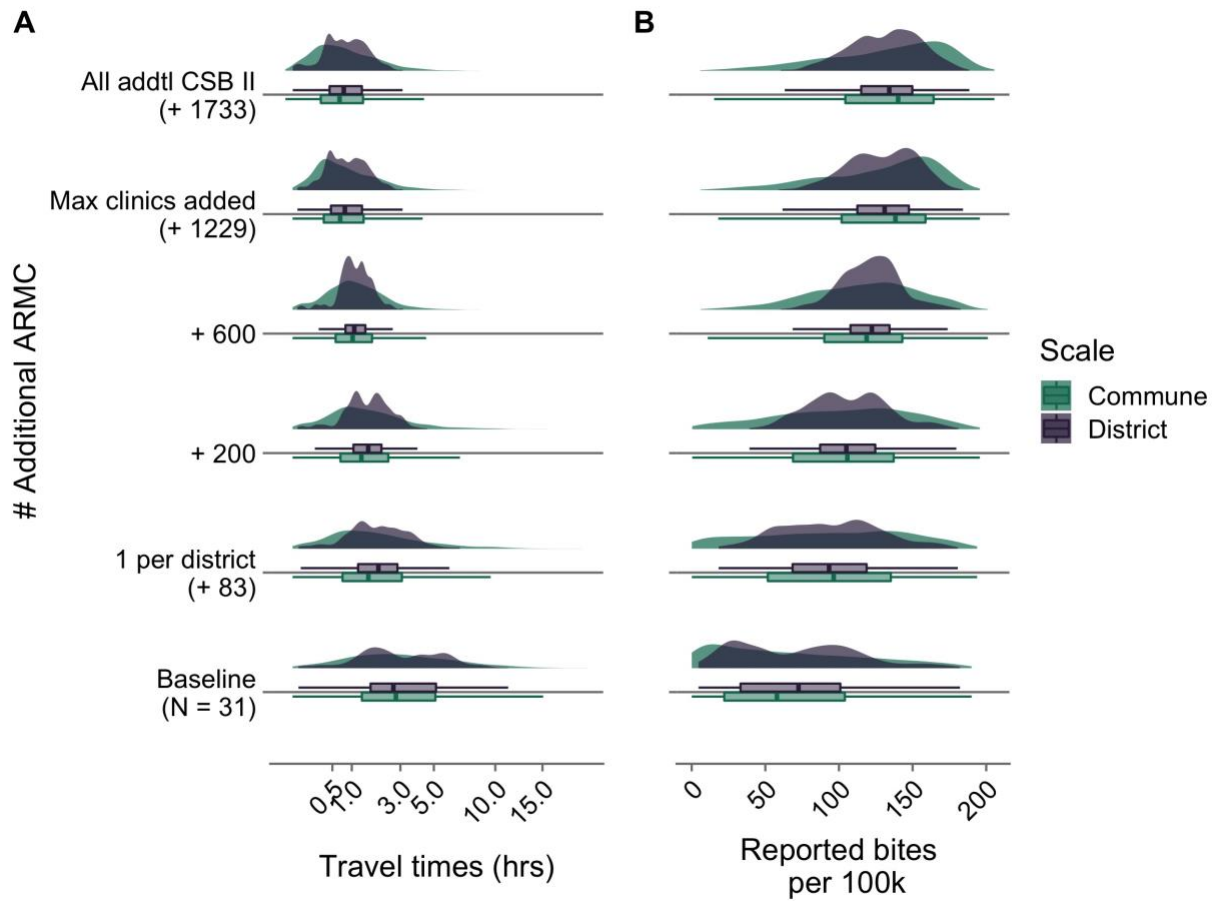 A
B
# Additional ARMC
All addtl CSB II
(+ 1733)
Max clinics added
(+ 1229)
+ 600
+ 200
1 per district
(+ 83)
Baseline
(N = 31)
0.5
1.0
3.0
5.0
10.0
15.0
Travel times (hrs)
0
50
100
150
200
Reported bites
per 100k
Scale
Commune
District